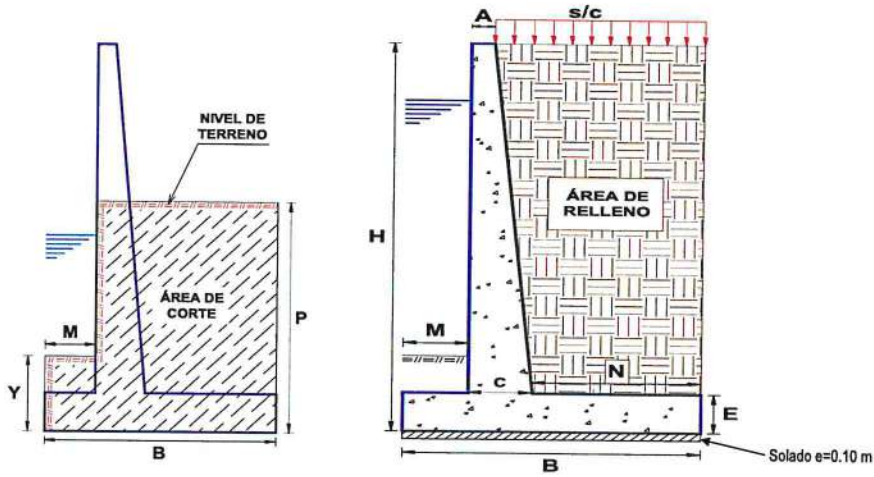 NIVEL DE
TERRENO
ÁREA DE
CORTE
M
Y
P
B
A
s/c
H
ÁREA DE
RELLENO
M
C
N
E
B
Solado e=0.10 m